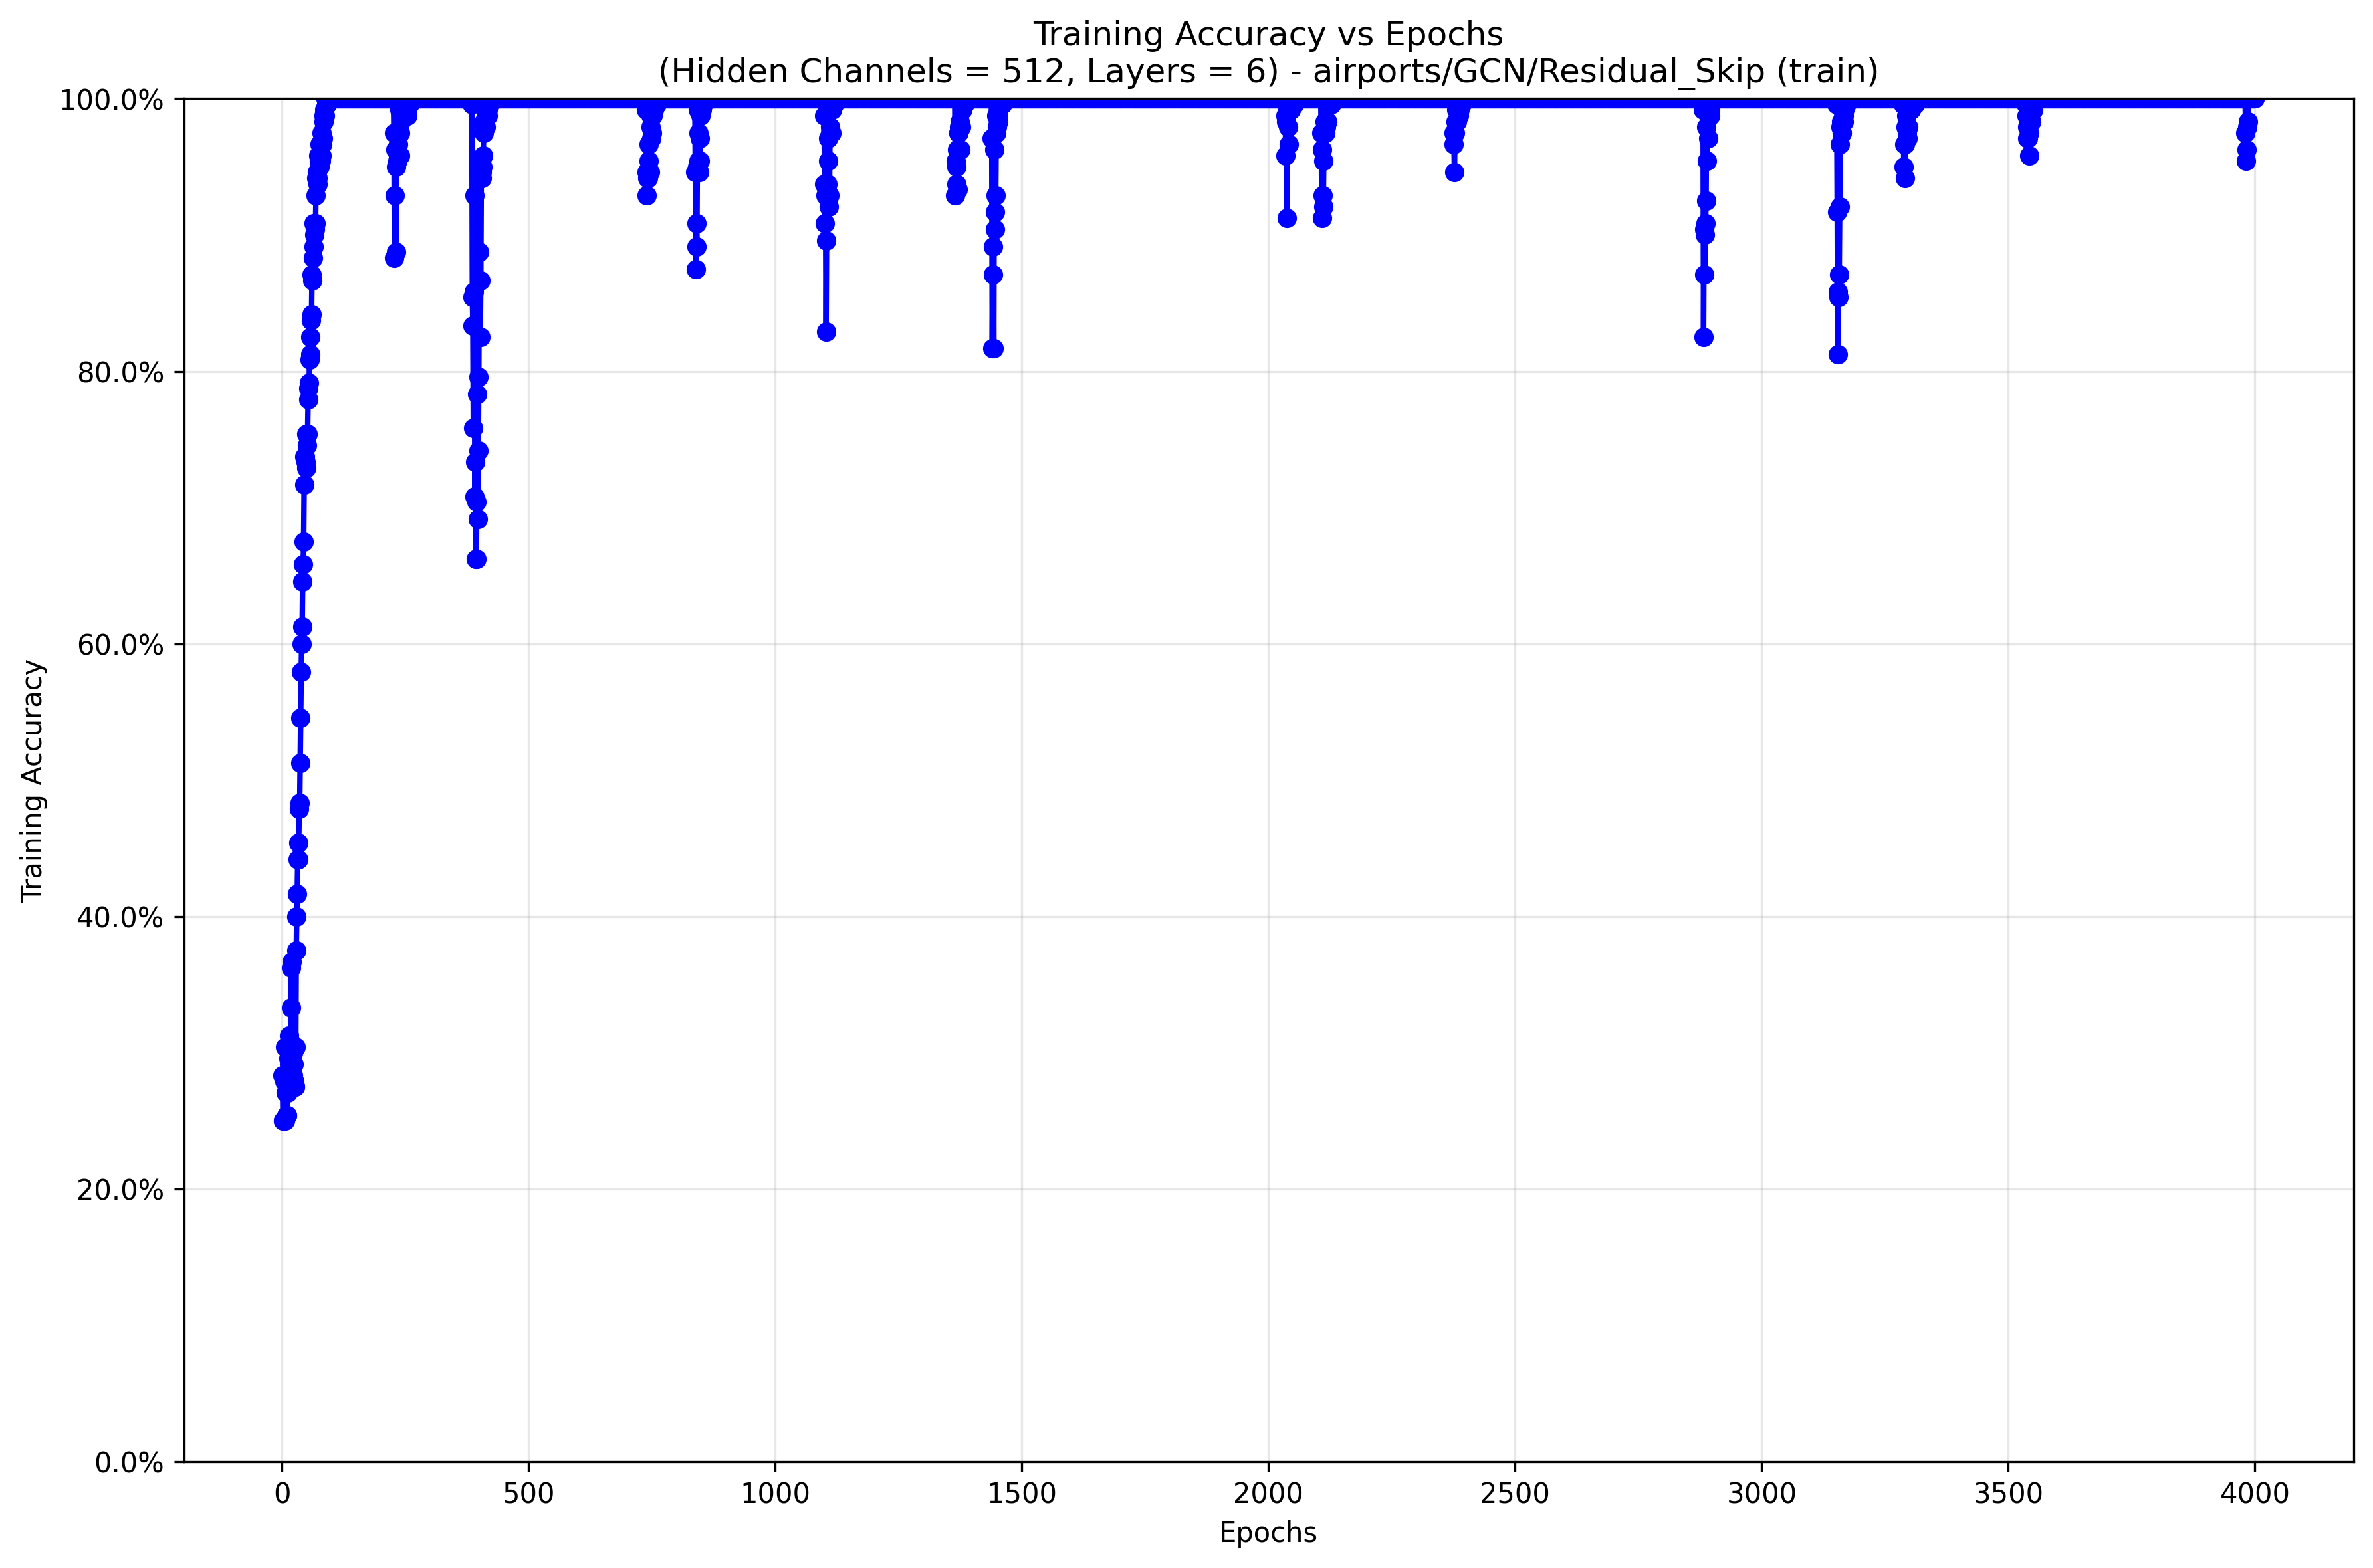 Training Accuracy vs Epochs
(Hidden Channels = 512, Layers = 6) - airports/GCN/Residual_Skip (train)
Training Accuracy
100.0%
80.0%
60.0%
40.0%
20.0%
0.0%
0 500 1000 1500 2000 2500 3000 3500 4000
Epochs